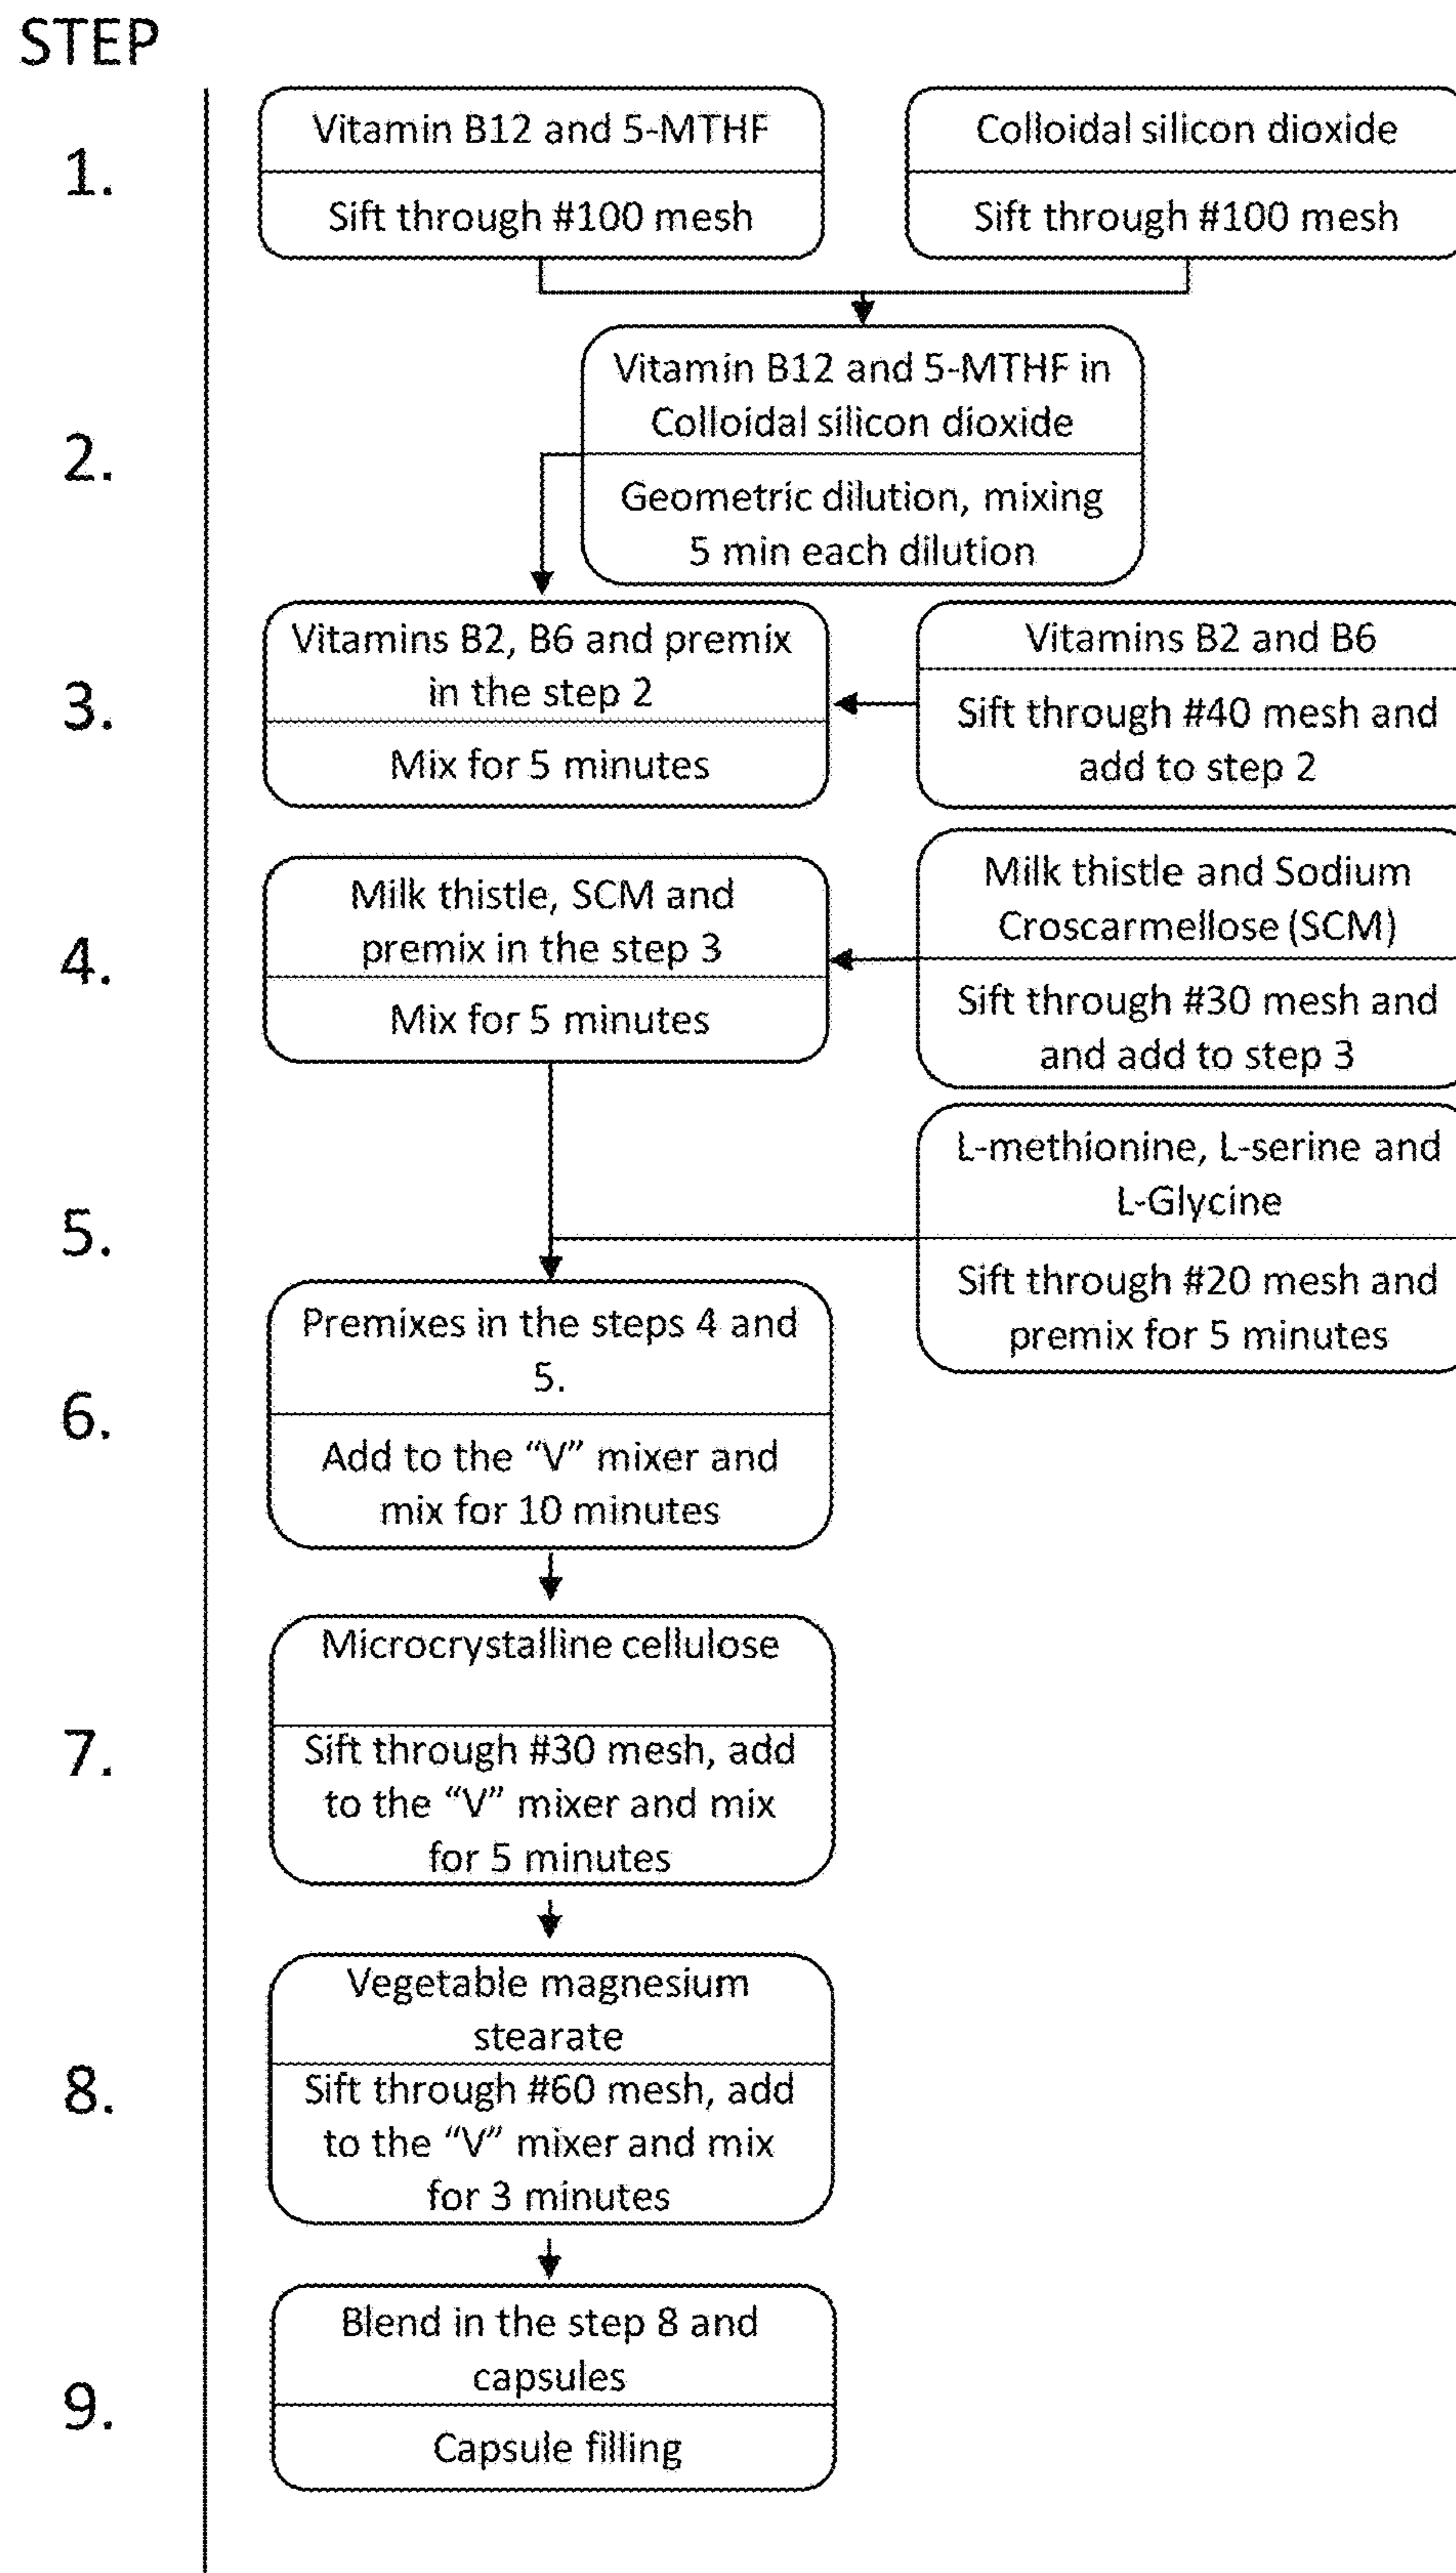 STEP
1.
Vitamin B12 and 5-MTHF
Sift through #100 mesh
Colloidal silicon dioxide
Sift through #100 mesh
2.
Vitamin B12 and 5-MTHF in
Colloidal silicon dioxide
Geometric dilution, mixing
5 min each dilution
3.
Vitamins B2, B6 and premix
in the step 2
Mix for 5 minutes
Vitamins B2 and B6
Sift through #40 mesh and
add to step 2
4.
Milk thistle, SCM and
premix in the step 3
Mix for 5 minutes
Milk thistle and Sodium
Croscarmellose (SCM)
Sift through #30 mesh and
and add to step 3
5.
L-methionine, L-serine and
L-Glycine
Sift through #20 mesh and
premix for 5 minutes
6.
Premixes in the steps 4 and
5.
Add to the “V” mixer and
mix for 10 minutes
7.
Microcrystalline cellulose
Sift through #30 mesh, add
to the “V” mixer and mix
for 5 minutes
8.
Vegetable magnesium
stearate
Sift through #60 mesh, add
to the “V” mixer and mix
for 3 minutes
9.
Blend in the step 8 and
capsules
Capsule filling